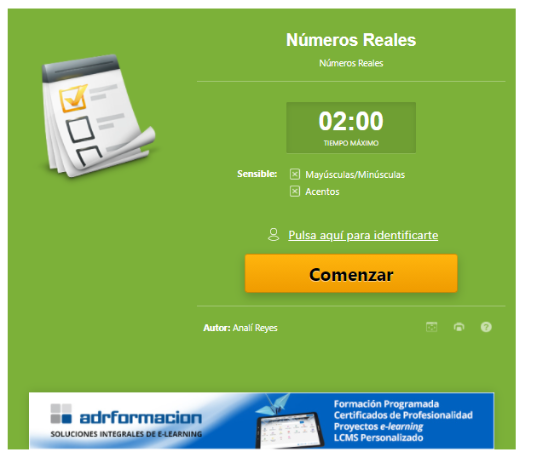 Números Reales
Números Reales
02:00
TIEMPO MÁXIMO
Sensible:
Mayúsculas/Minúsculas
Acentos
Pulsa aquí para identificarte
Comenzar
Autor: Analí Reyes
adrformacion
SOLUCIONES INTEGRALES DE E-LEARNING
Formación Programada
Certificados de Profesionalidad
Proyectos e-learning
LCMS Personalizado